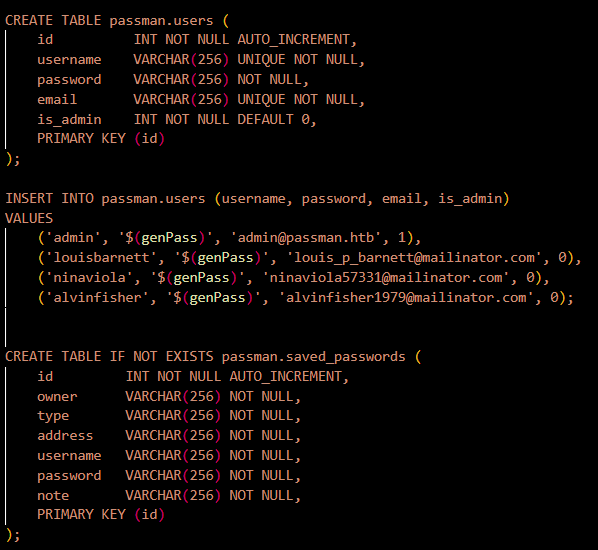 CREATE TABLE passman.users (
    id          INT NOT NULL AUTO_INCREMENT,
    username    VARCHAR(256) UNIQUE NOT NULL,
    password    VARCHAR(256) NOT NULL,
    email       VARCHAR(256) UNIQUE NOT NULL,
    is_admin    INT NOT NULL DEFAULT 0,
    PRIMARY KEY (id)
);

INSERT INTO passman.users (username, password, email, is_admin)
VALUES
    ('admin', '$(genPass)', 'admin@passman.htb', 1),
    ('louisbarnett', '$(genPass)', 'louis_p_barnett@mailinator.com', 0),
    ('ninaviola', '$(genPass)', 'ninaviola57331@mailinator.com', 0),
    ('alvinfisher', '$(genPass)', 'alvinfisher1979@mailinator.com', 0);

CREATE TABLE IF NOT EXISTS passman.saved_passwords (
    id         INT NOT NULL AUTO_INCREMENT,
    owner      VARCHAR(256) NOT NULL,
    type       VARCHAR(256) NOT NULL,
    address    VARCHAR(256) NOT NULL,
    username   VARCHAR(256) NOT NULL,
    password   VARCHAR(256) NOT NULL,
    note       VARCHAR(256) NOT NULL,
    PRIMARY KEY (id)
);